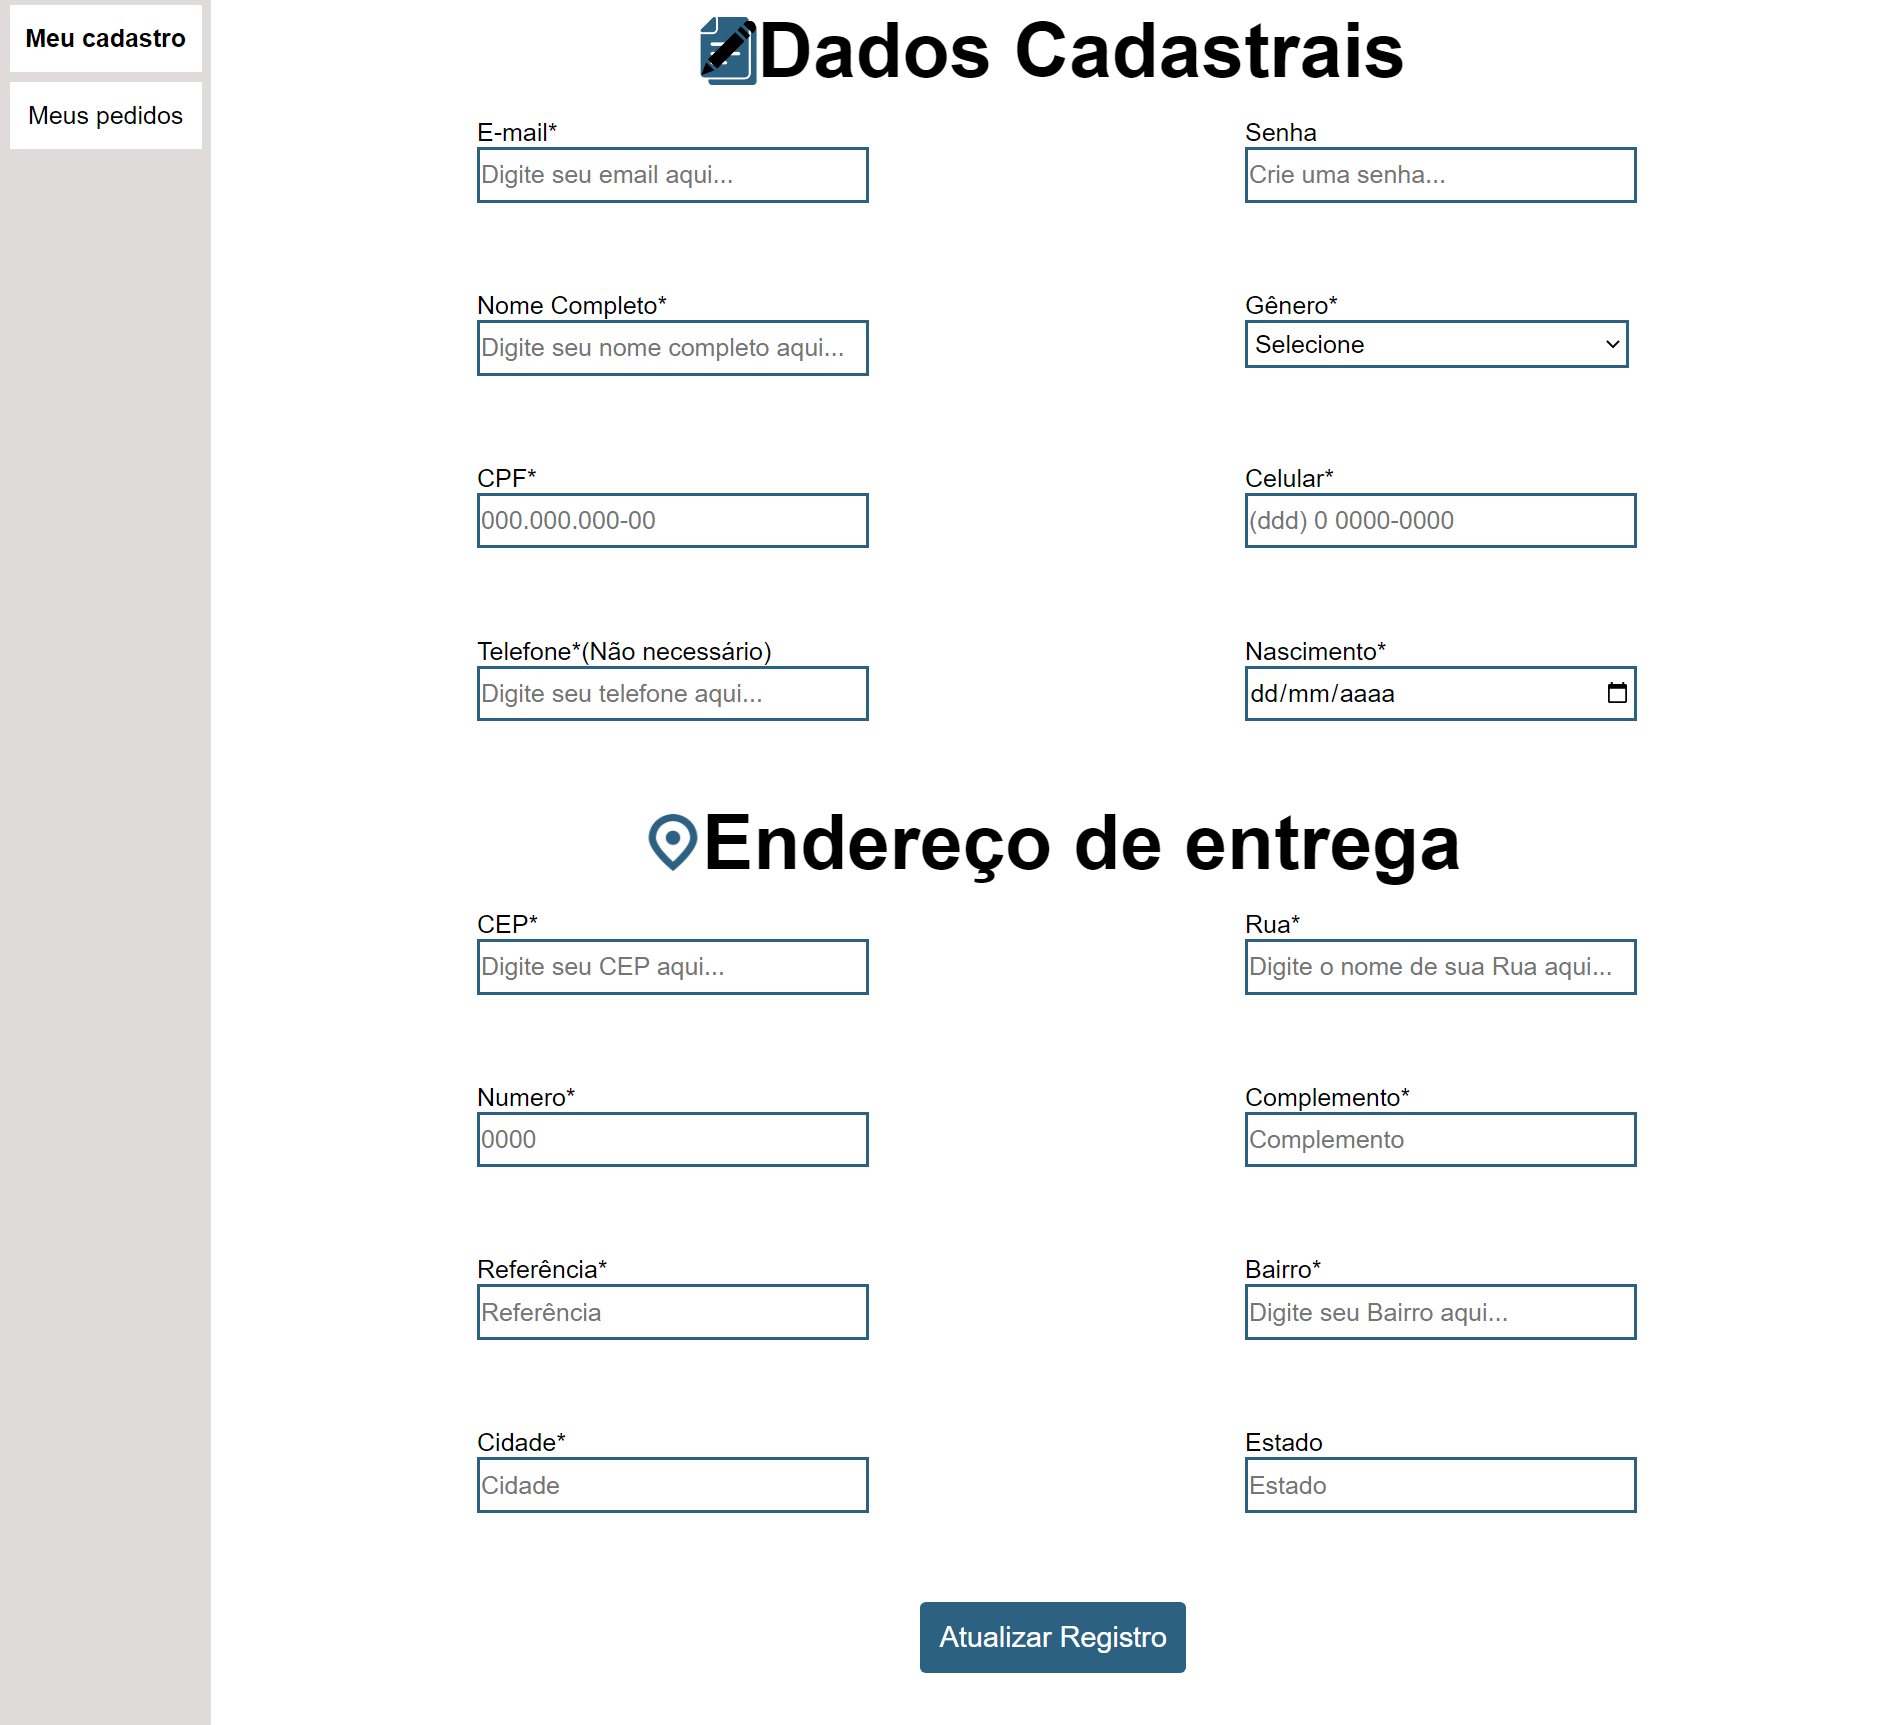 Meu cadastro
Meus pedidos
Dados Cadastrais
E-mail*
Senha
Digite seu email aqui...
Crie uma senha...
Nome Completo*
Gênero*
Digite seu nome completo aqui...
Selecione
CPF*
Celular*
000.000.000-00
(ddd) 0 0000-0000
Telefone*(Não necessário)
Nascimento*
Digite seu telefone aqui...
dd/mm/aaaa
Endereço de entrega
CEP*
Rua*
Digite seu CEP aqui...
Digite o nome de sua Rua aqui...
Numero*
Complemento*
0000
Complemento
Referência*
Bairro*
Referência
Digite seu Bairro aqui...
Cidade*
Estado
Cidade
Estado
Atualizar Registro